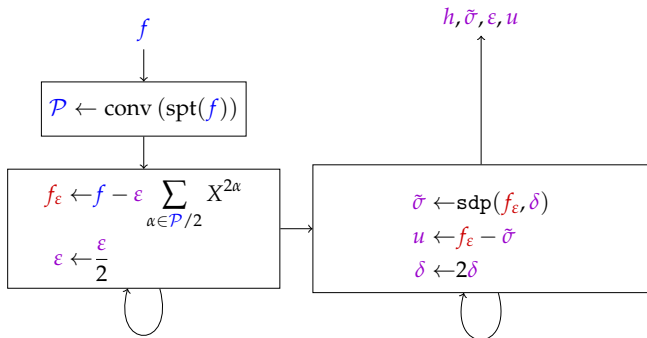 f
h, σ̃, ε, u
𝒫 ← conv (spt(f))
f_ε ← f − ε ∑_{α∈𝒫/2} X^{2α}
ε ← ε/2
σ̃ ← sdp(f_ε, δ)
u ← f_ε − σ̃
δ ← 2δ